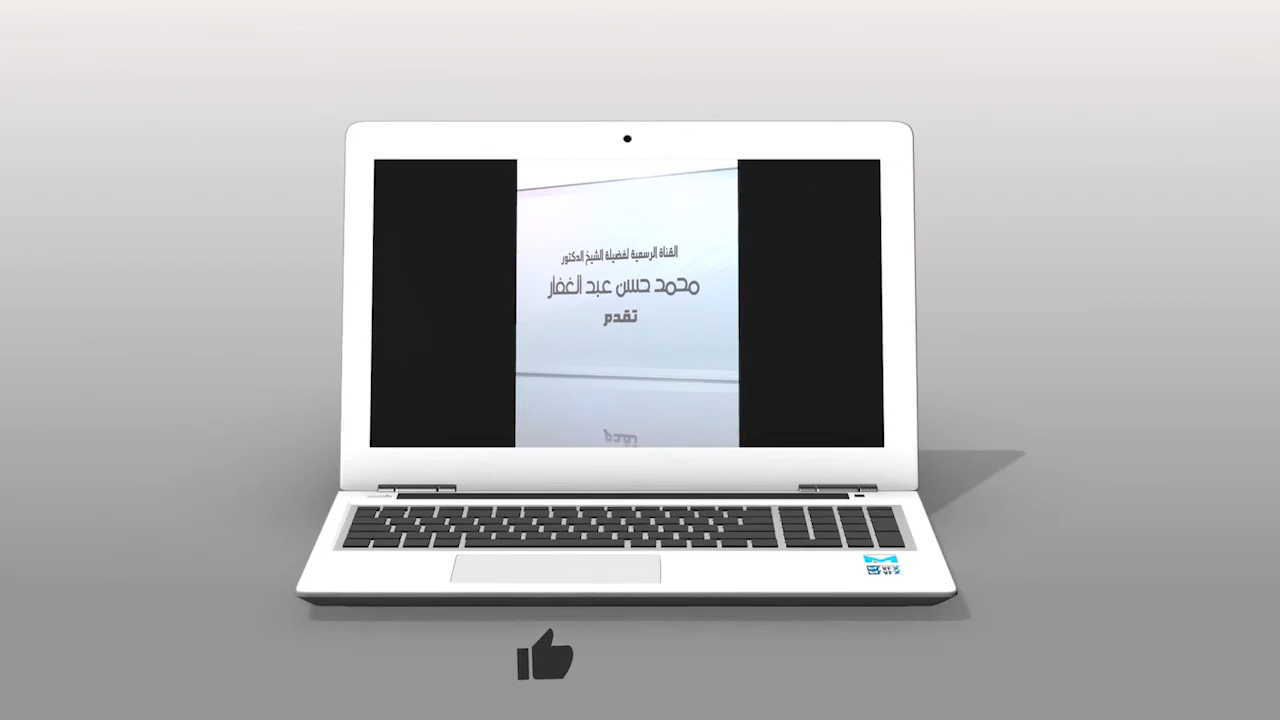 القناة الرسمية لفضيلة الشيخ الدكتور
محمد حسن عبد الغفار
تقدم